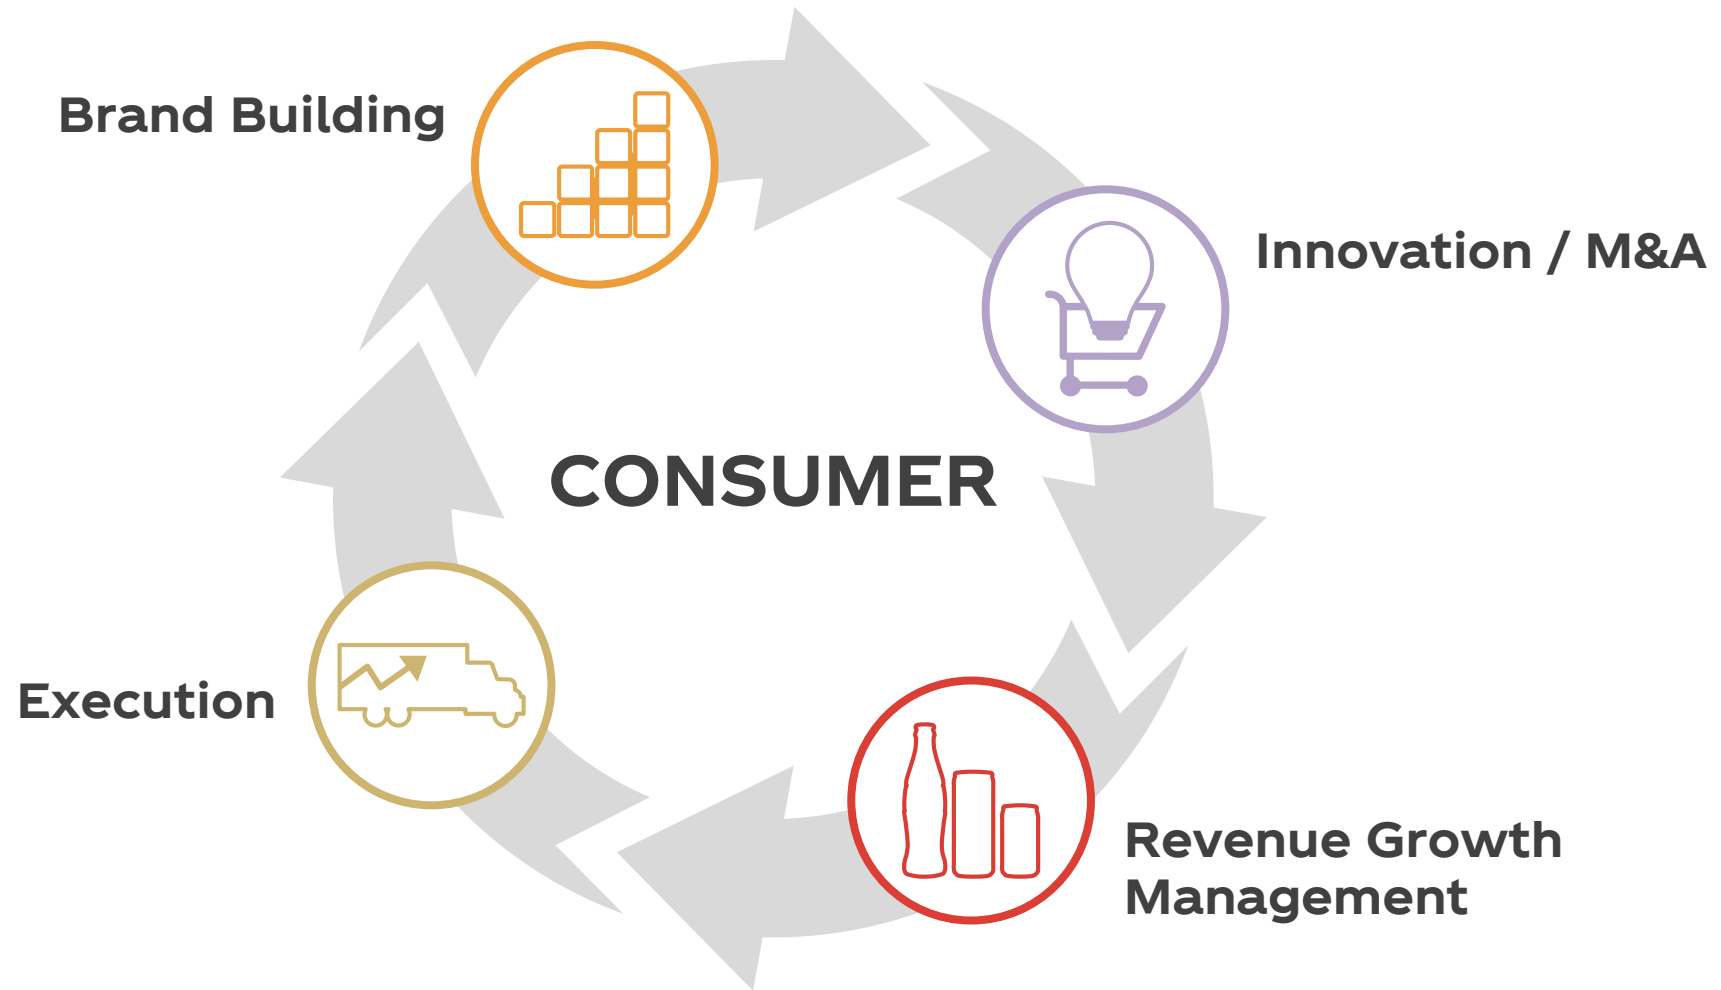 Brand Building
Innovation / M&A
CONSUMER
Execution
Revenue Growth
Management